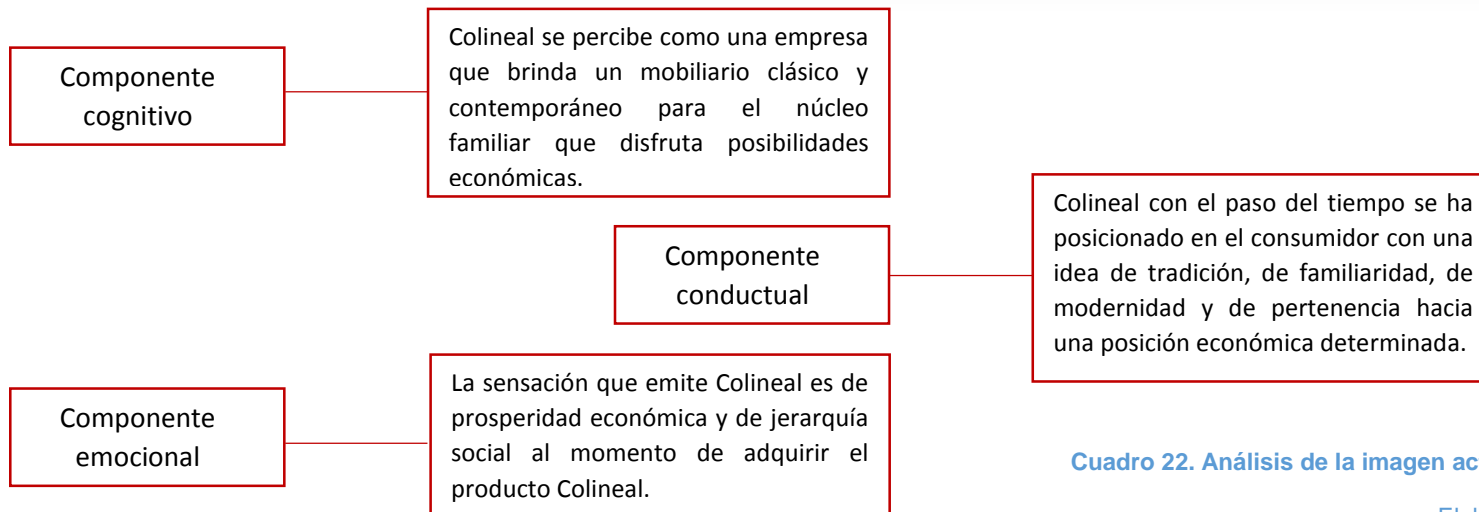 Componente
cognitivo
Colineal se percibe como una empresa
que brinda un mobiliario clásico y
contemporáneo para el núcleo
familiar que disfruta posibilidades
económicas.
Componente
conductual
Colineal con el paso del tiempo se ha
posicionado en el consumidor con una
idea de tradición, de familiaridad, de
modernidad y de pertenencia hacia
una posición económica determinada.
Componente
emocional
La sensación que emite Colineal es de
prosperidad económica y de jerarquía
social al momento de adquirir el
producto Colineal.
Cuadro 22. Análisis de la imagen ac